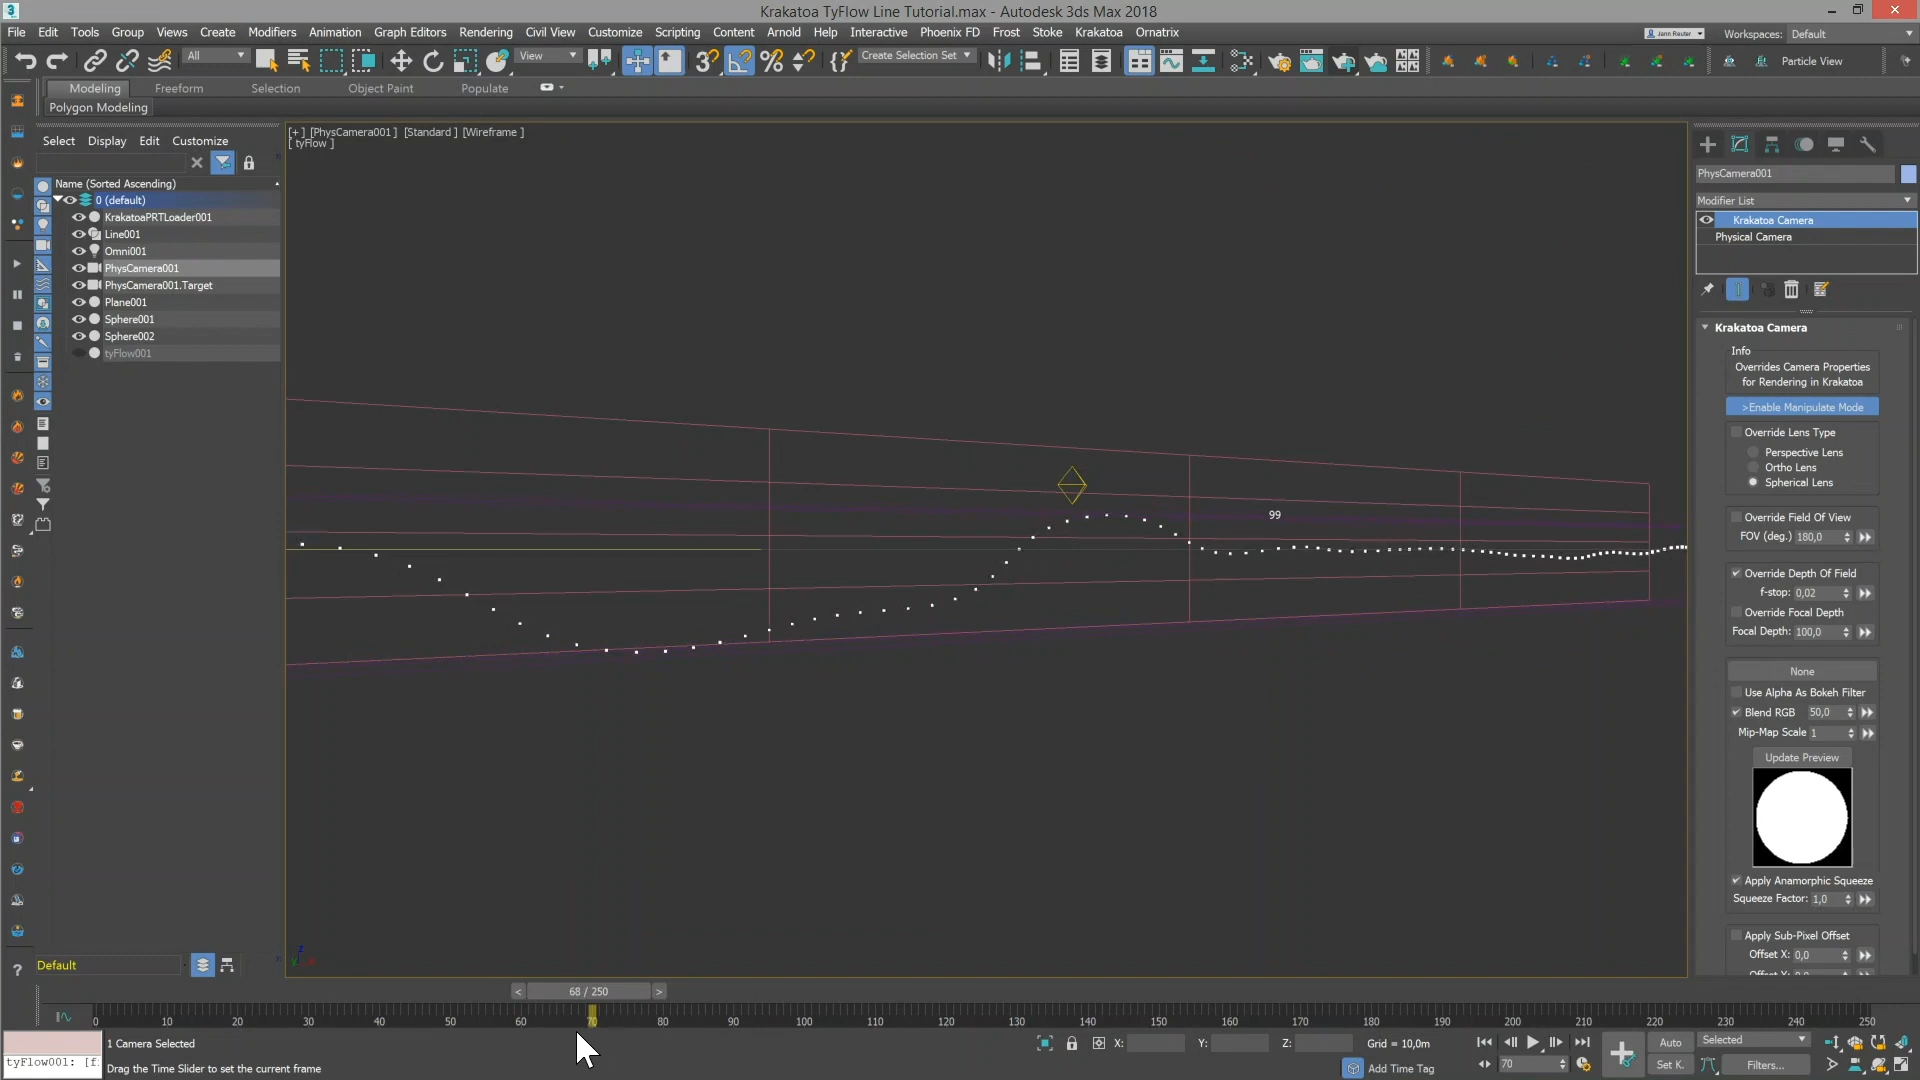 Krakatoa TyFlow Line Tutorial.max - Autodesk 3ds Max 2018
File Edit Tools Group Views Create Modifiers Animation Graph Editors Rendering Civil View Customize Scripting Content Arnold Help Interactive Phoenix FD Frost Stoke Krakatoa Ornatrix
Jann Reuter Workspaces: Default
All View Create Selection Set Particle View
Modeling Freeform Selection Object Paint Populate
Polygon Modeling
Select Display Edit Customize
[+ ] [PhysCamera001 ] [Standard ] [Wireframe ]
[ tyFlow ]
Name (Sorted Ascending)
0 (default)
KrakatoaPRTLoader001
Line001
Omni001
PhysCamera001
PhysCamera001.Target
Plane001
Sphere001
Sphere002
tyFlow001
99
PhysCamera001
Modifier List
Krakatoa Camera
Physical Camera
Krakatoa Camera
Info
Overrides Camera Properties
for Rendering in Krakatoa
>Enable Manipulate Mode
Override Lens Type
Perspective Lens
Ortho Lens
Spherical Lens
Override Field Of View
FOV (deg.) 180,0
Override Depth Of Field
f-stop: 0,02
Override Focal Depth
Focal Depth: 100,0
None
Use Alpha As Bokeh Filter
Blend RGB 50,0
Mip-Map Scale 1
Update Preview
Apply Anamorphic Squeeze
Squeeze Factor: 1,0
Apply Sub-Pixel Offset
Offset X: 0,0
z
Default
< 68 / 250 >
0 10 20 30 40 50 60 70 80 90 100 110 120 130 140 150 160 170 180 190 200 210 220 230 240 250
1 Camera Selected
X: Y: Z: Grid = 10,0m
Auto Selected
tyFlow001: [f
Drag the Time Slider to set the current frame
Add Time Tag
70
Set K. Filters...